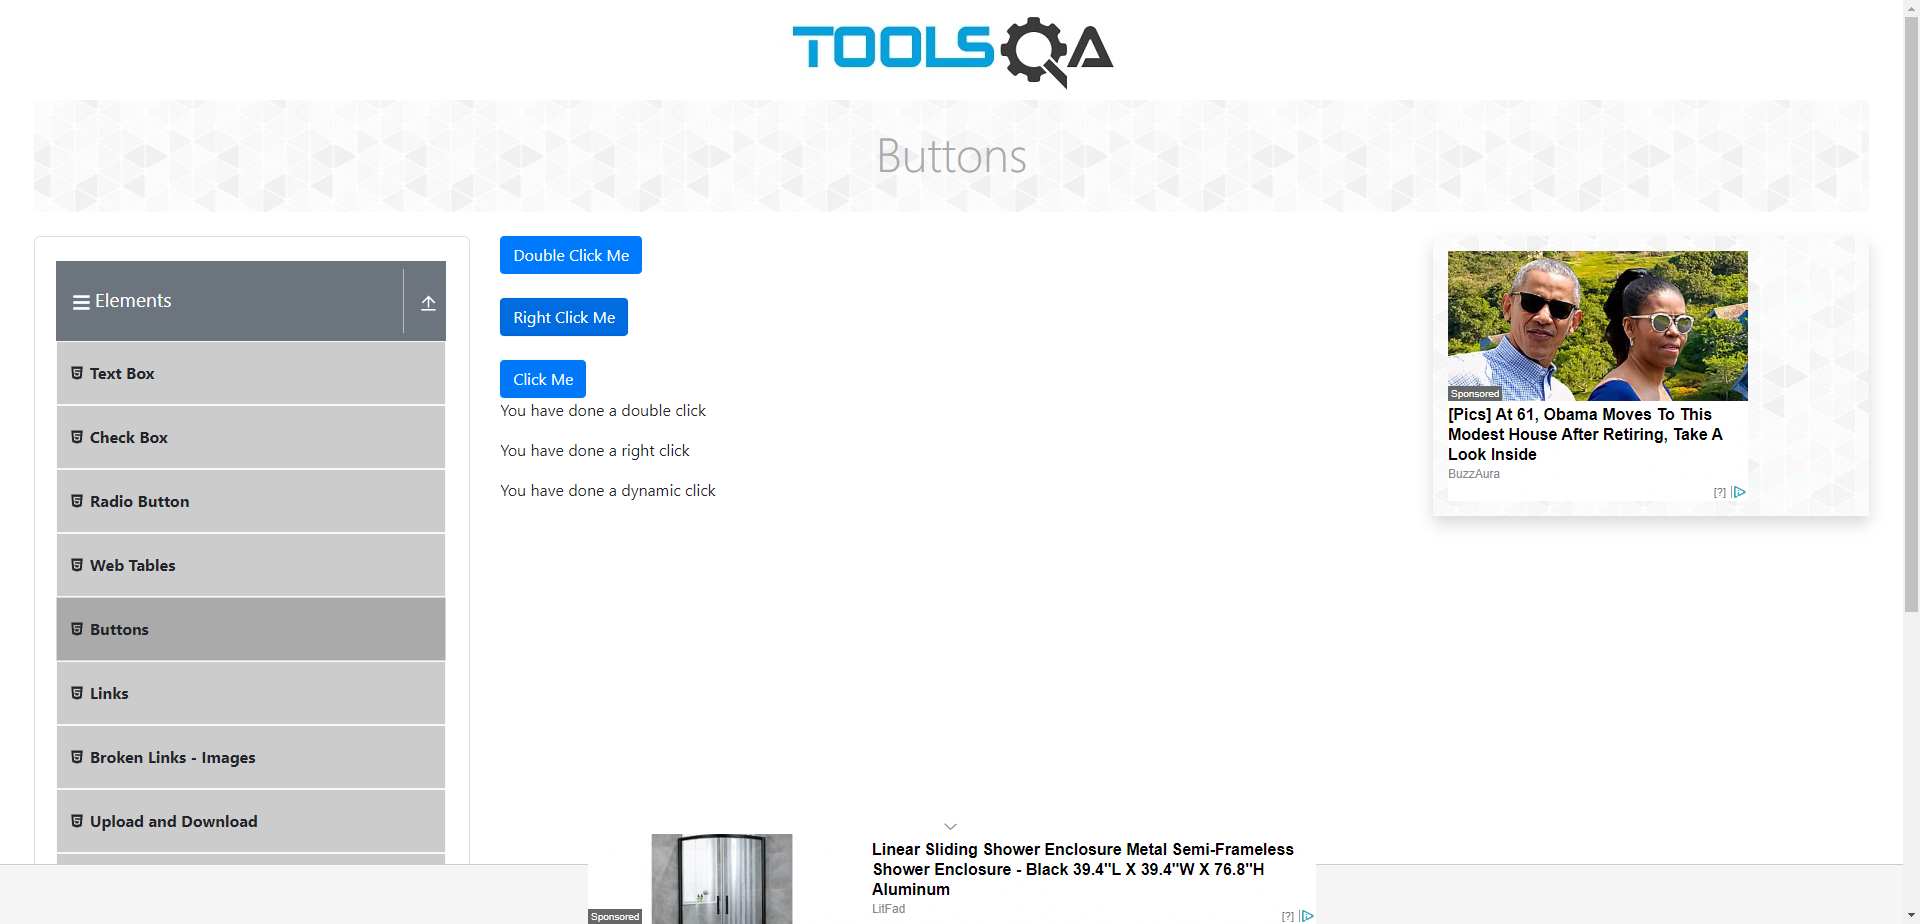 TOOLSQA
Buttons
Elements
Text Box
Check Box
Radio Button
Web Tables
Buttons
Links
Broken Links - Images
Upload and Download
Double Click Me
Right Click Me
Click Me
You have done a double click
You have done a right click
You have done a dynamic click
Sponsored
[Pics] At 61, Obama Moves To This
Modest House After Retiring, Take A
Look Inside
BuzzAura
[?]
Sponsored
Linear Sliding Shower Enclosure Metal Semi-Frameless
Shower Enclosure - Black 39.4"L X 39.4"W X 76.8"H
Aluminum
LitFad
[?]